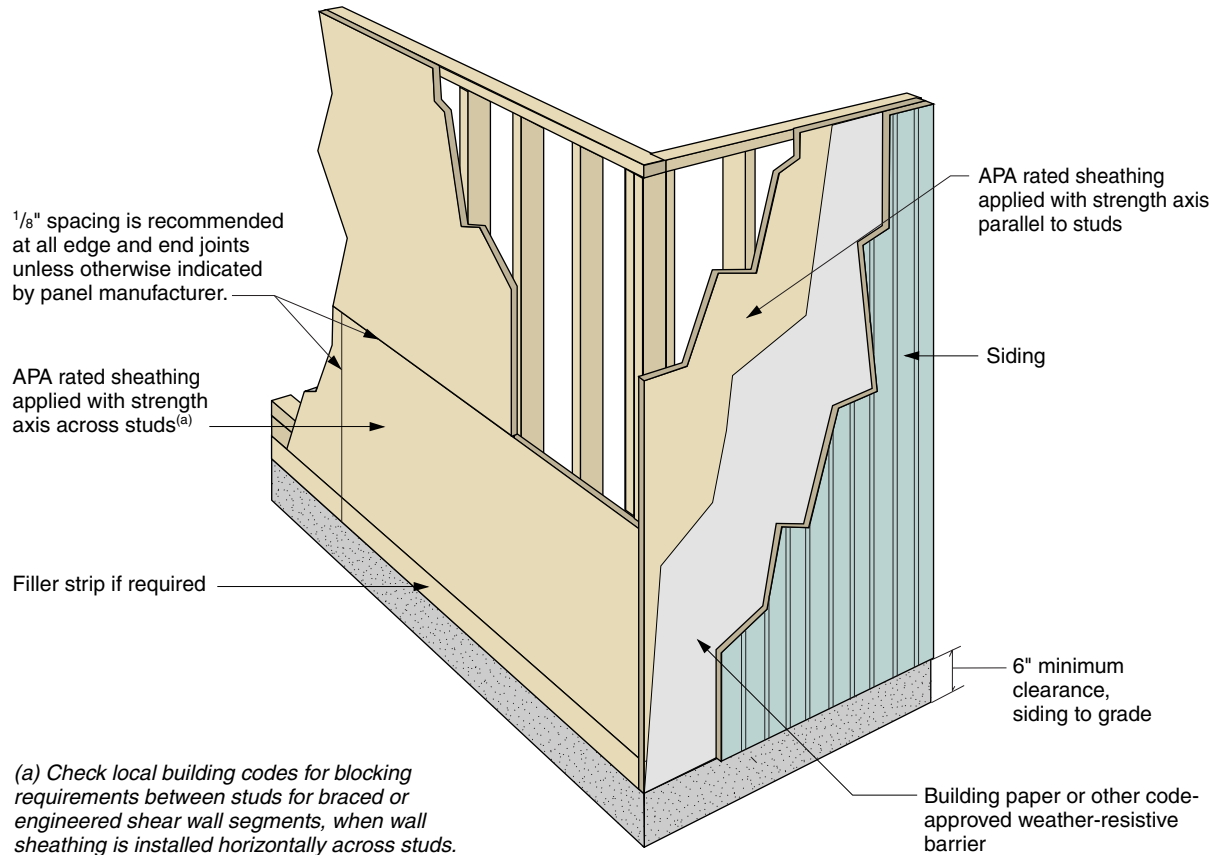 1/8" spacing is recommended
at all edge and end joints
unless otherwise indicated
by panel manufacturer.
APA rated sheathing
applied with strength
axis across studs(a)
Filler strip if required
(a) Check local building codes for blocking
requirements between studs for braced or
engineered shear wall segments, when wall
sheathing is installed horizontally across studs.
APA rated sheathing
applied with strength axis
parallel to studs
Siding
6" minimum
clearance,
siding to grade
Building paper or other code-
approved weather-resistive
barrier